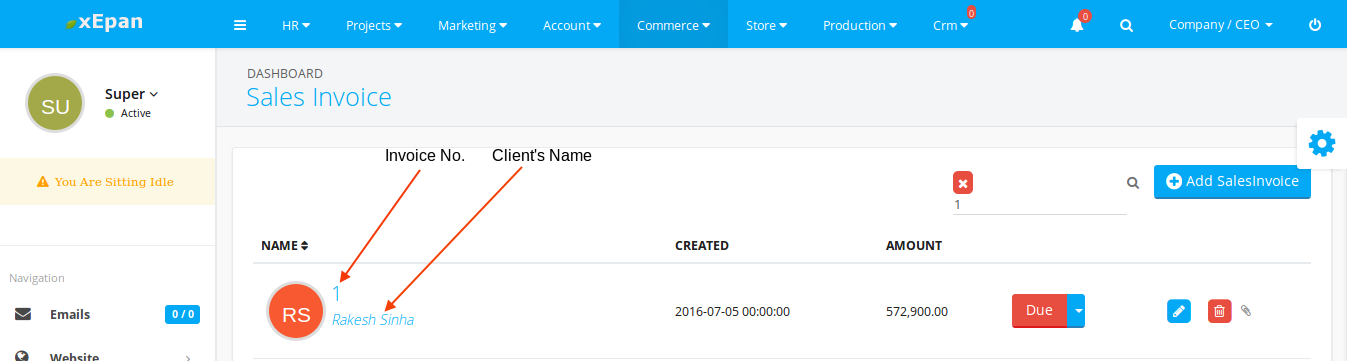 xEpan
HR Projects Marketing Account Commerce Store Production Crm 0 0 Company / CEO
SU Super
Active
You Are Sitting Idle
Navigation
Emails 0 / 0
Website
DASHBOARD
Sales Invoice
Invoice No. Client's Name
1 Add SalesInvoice
NAME CREATED AMOUNT
RS 1 2016-07-05 00:00:00 572,900.00 Due
Rakesh Sinha